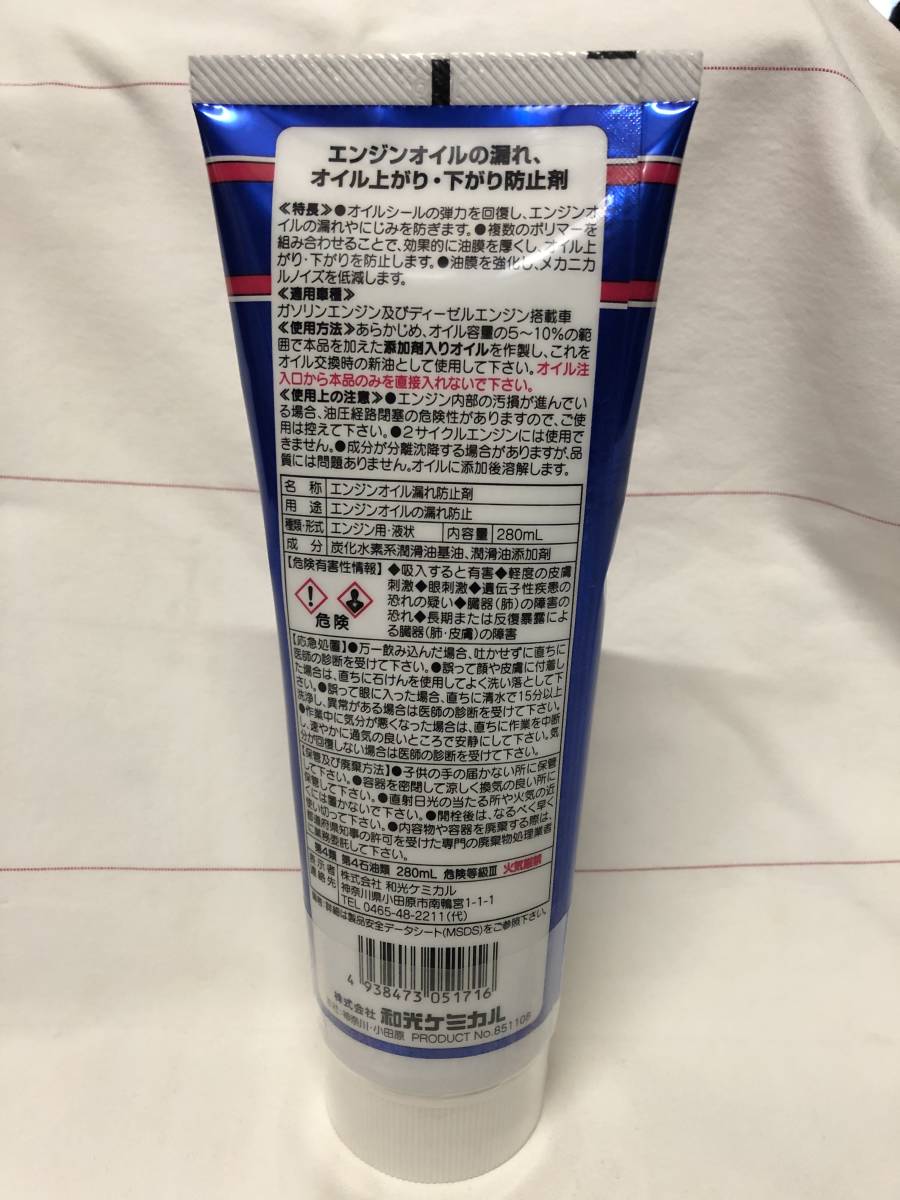 エンジンオイルの漏れ、
オイル上がり・下がり防止剤
≪特長≫●オイルシールの弾力を回復し、エンジンオ
イルの漏れやにじみを防ぎます。●複数のポリマーを
組み合わせることで、効果的に油膜を厚くし、オイル上
がり・下がりを防止します。●油膜を強化し、メカニカ
ルノイズを低減します。
≪適用車種≫
ガソリンエンジン及びディーゼルエンジン搭載車
≪使用方法≫あらかじめ、オイル容量の5～10%の範
囲で本品を加えた添加剤入りオイルを作製し、これを
オイル交換時の新油として使用して下さい。オイル注
入口から本品のみを直接入れないで下さい。
≪使用上の注意≫●エンジン内部の汚損が進んでい
る場合、油圧経路閉塞の危険性がありますので、ご使
用は控えて下さい。●2サイクルエンジンには使用で
きません。●成分が分離沈降する場合がありますが、品
質には問題ありません。オイルに添加後溶解します。
名 称 エンジンオイル漏れ防止剤
用 途 エンジンオイルの漏れ防止
種類・形式 エンジン用・液状 内容量 280mL
成 分 炭化水素系潤滑油基油、潤滑油添加剤
【危険有害性情報】◆吸入すると有害◆軽度の皮膚
刺激◆眼刺激◆遺伝子性疾患の
恐れの疑い◆臓器(肺)の障害の
恐れ◆長期または反復暴露によ
る臓器(肺・皮膚)の障害
危険
【応急処置】●万一飲み込んだ場合、吐かせずに直ちに
医師の診断を受けて下さい。●誤って顔や皮膚に付着し
た場合は、直ちに石けんを使用してよく洗い落として下
さい。●誤って眼に入った場合、直ちに清水で15分以上
洗浄し、異常がある場合は医師の診断を受けて下さい。
●作業中に気分が悪くなった場合は、直ちに作業を中断
し、速やかに通気の良いところで安静にして下さい。気
分が回復しない場合は医師の診断を受けて下さい。
【保管及び廃棄方法】●子供の手の届かない所に保管
して下さい。●容器を密閉して涼しく換気の良い所に
保管して下さい。●直射日光の当たる所や火気の近
くには置かないで下さい。●開栓後は、なるべく早く
使い切って下さい。●内容物や容器を廃棄する際は、
都道府県知事の許可を受けた専門の廃棄物処理業者
に業務委託して下さい。
第4類 第4石油類 280mL 危険等級Ⅲ 火気厳禁
表示者 株式会社 和光ケミカル
連絡先 神奈川県小田原市南鴨宮1-1-1
TEL 0465-48-2211(代)
詳細は製品安全データシート(MSDS)をご参照下さい。
4 938473 051716
株式会社 和光ケミカル
本社:神奈川・小田原 PRODUCT No.851108